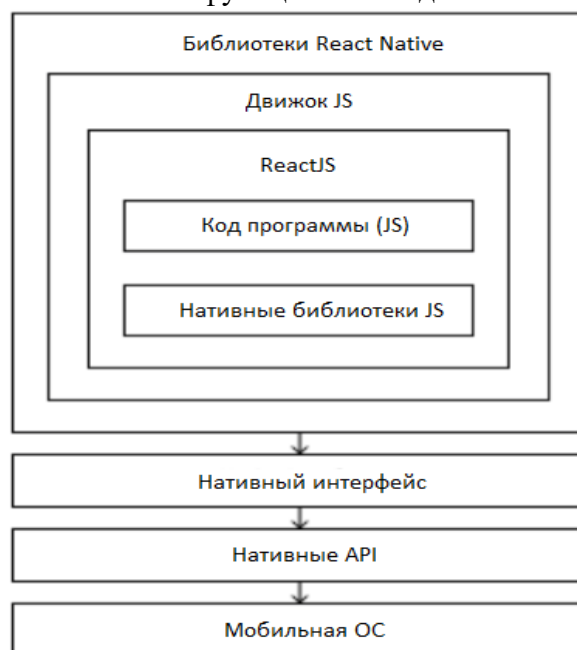 Библиотеки React Native
Движок JS
ReactJS
Код программы (JS)
Нативные библиотеки JS
Нативный интерфейс
Нативные API
Мобильная ОС